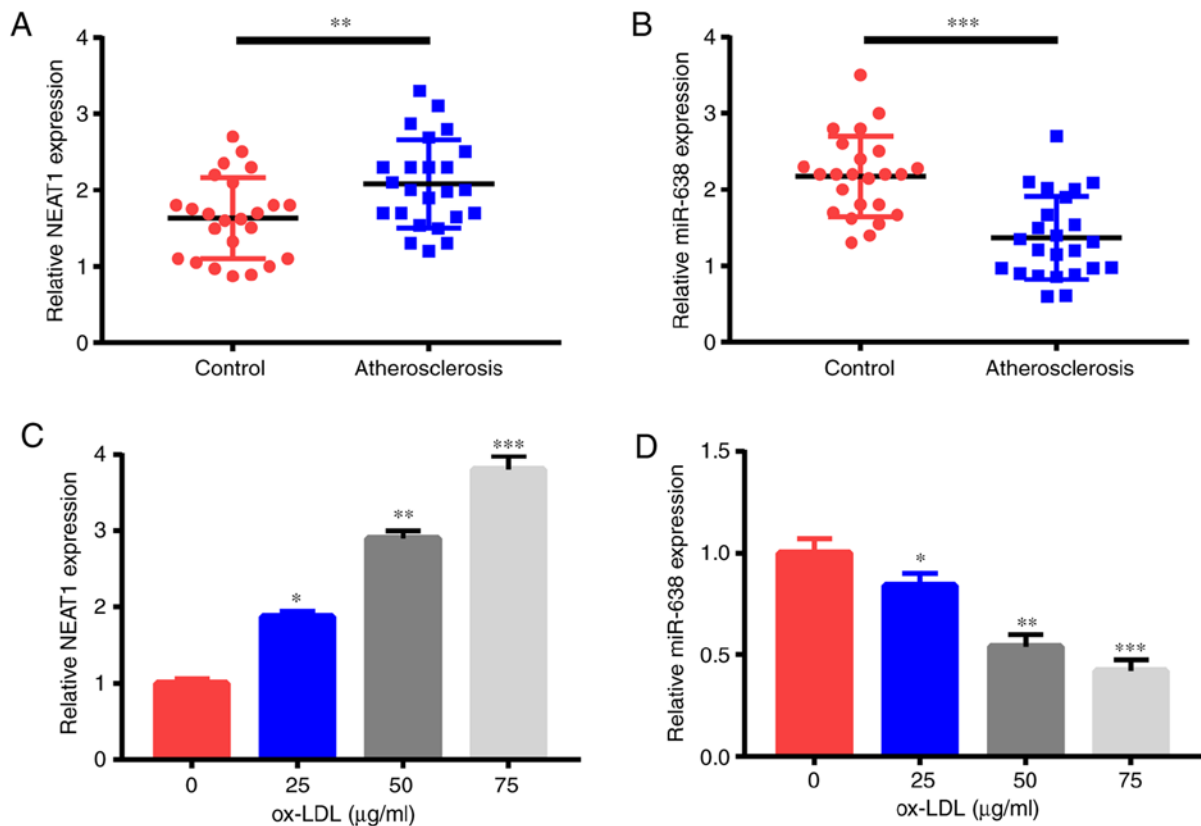 A
**
Relative NEAT1 expression
4
3
2
1
0
Control Atherosclerosis
B
***
Relative miR-638 expression
4
3
2
1
0
Control Atherosclerosis
C
Relative NEAT1 expression
4
3
2
1
0
*
**
***
0 25 50 75
ox-LDL (μg/ml)
D
Relative miR-638 expression
1.5
1.0
0.5
0.0
*
**
***
0 25 50 75
ox-LDL (μg/ml)